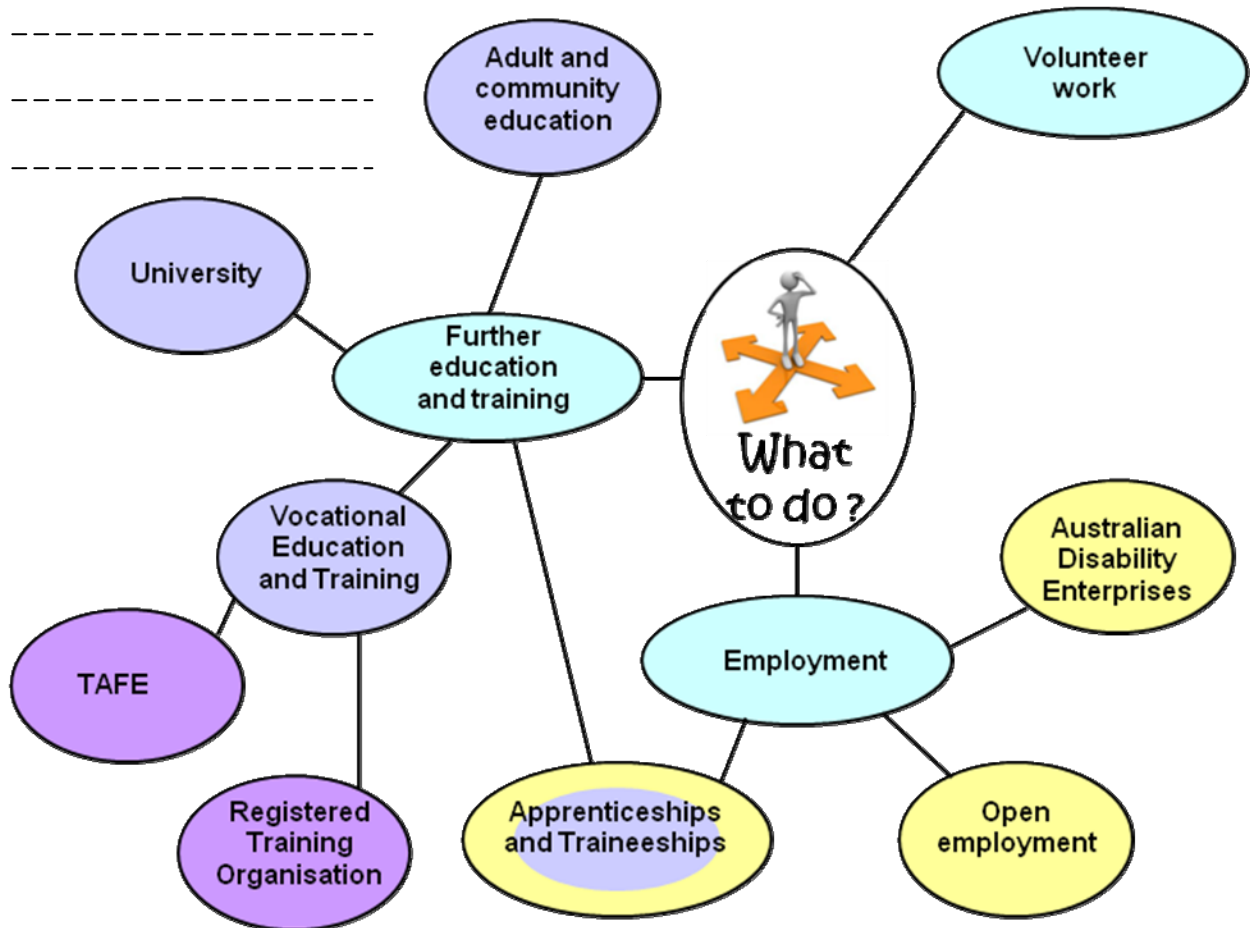 Adult and
community
education
Volunteer
work
University
Further
education
and training
What
to do?
Vocational
Education
and Training
Australian
Disability
Enterprises
TAFE
Employment
Registered
Training
Organisation
Apprenticeships
and Traineeships
Open
employment